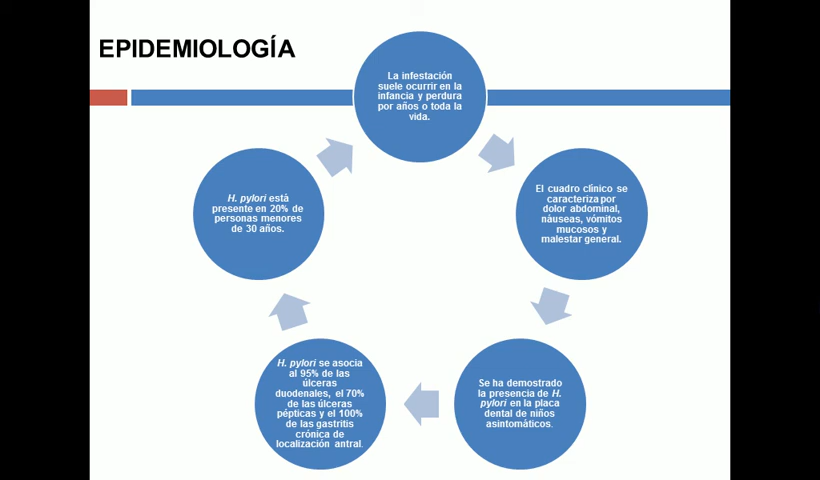 EPIDEMIOLOGÍA
La infestación
suele ocurrir en la
infancia y perdura
por años o toda la
vida.
El cuadro clínico se
caracteriza por
dolor abdominal,
náuseas, vómitos
mucosos y
malestar general.
Se ha demostrado
la presencia de H.
pylori en la placa
dental de niños
asintomáticos.
H. pylori se asocia
al 95% de las
úlceras
duodenales, el 70%
de las úlceras
pépticas y el 100%
de las gastritis
crónica de
localización antral.
H. pylori está
presente en 20% de
personas menores
de 30 años.